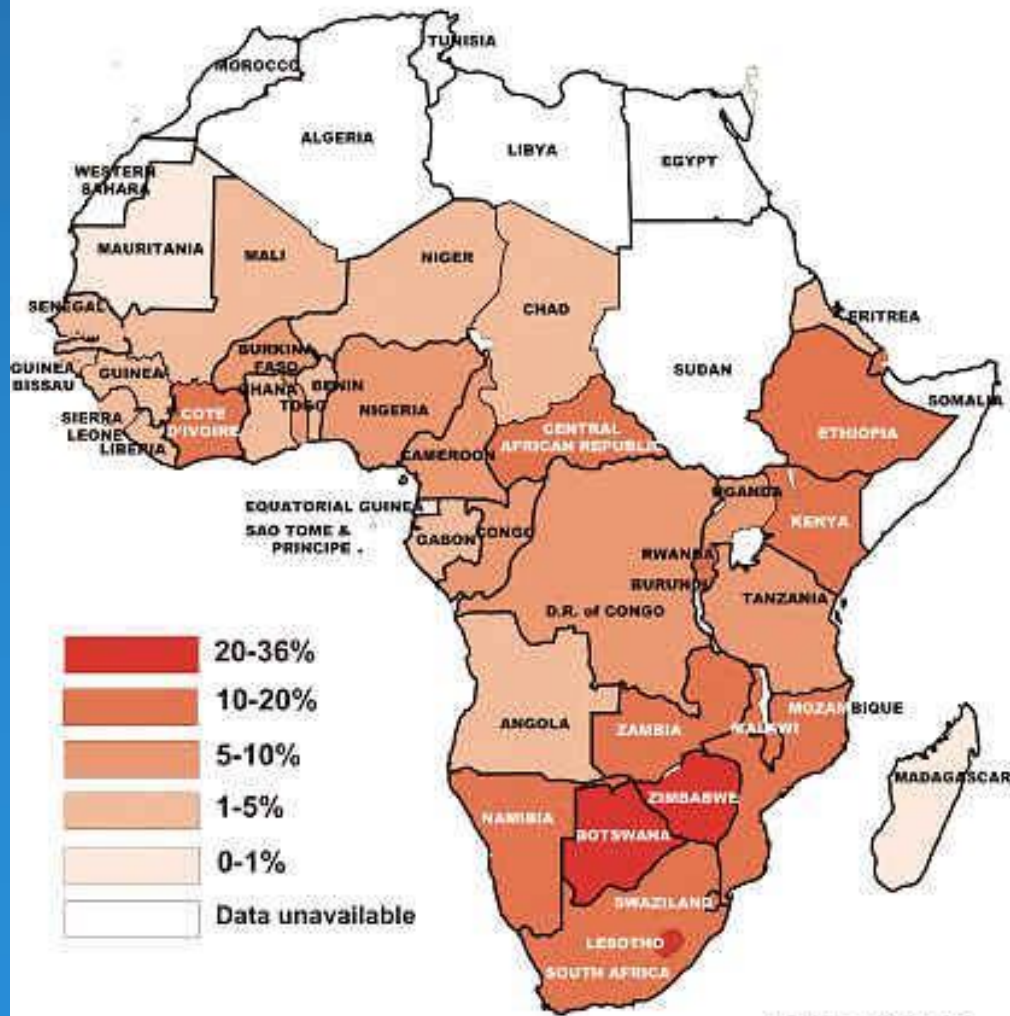 TUNISIA
MOROCCO
ALGERIA
LIBYA
EGYPT
WESTERN
SAHARA
MAURITANIA
MALI
NIGER
CHAD
SUDAN
ERITREA
SENEGAL
GUINEA
BISSAU
GUINEA
BURKINA
FASO
GHANA
TOGO
BENIN
NIGERIA
SIERRA
LEONE
LIBERIA
COTE
D'IVOIRE
CAMEROON
CENTRAL
AFRICAN REPUBLIC
ETHIOPIA
SOMALIA
EQUATORIAL GUINEA
SAO TOME &
PRINCIPE
GABON
CONGO
UGANDA
KENYA
RWANDA
BURUNDI
D.R. of CONGO
TANZANIA
ANGOLA
ZAMBIA
MALAWI
MOZAMBIQUE
MADAGASCAR
NAMIBIA
ZIMBABWE
BOTSWANA
SWAZILAND
LESOTHO
SOUTH AFRICA
20-36%
10-20%
5-10%
1-5%
0-1%
Data unavailable